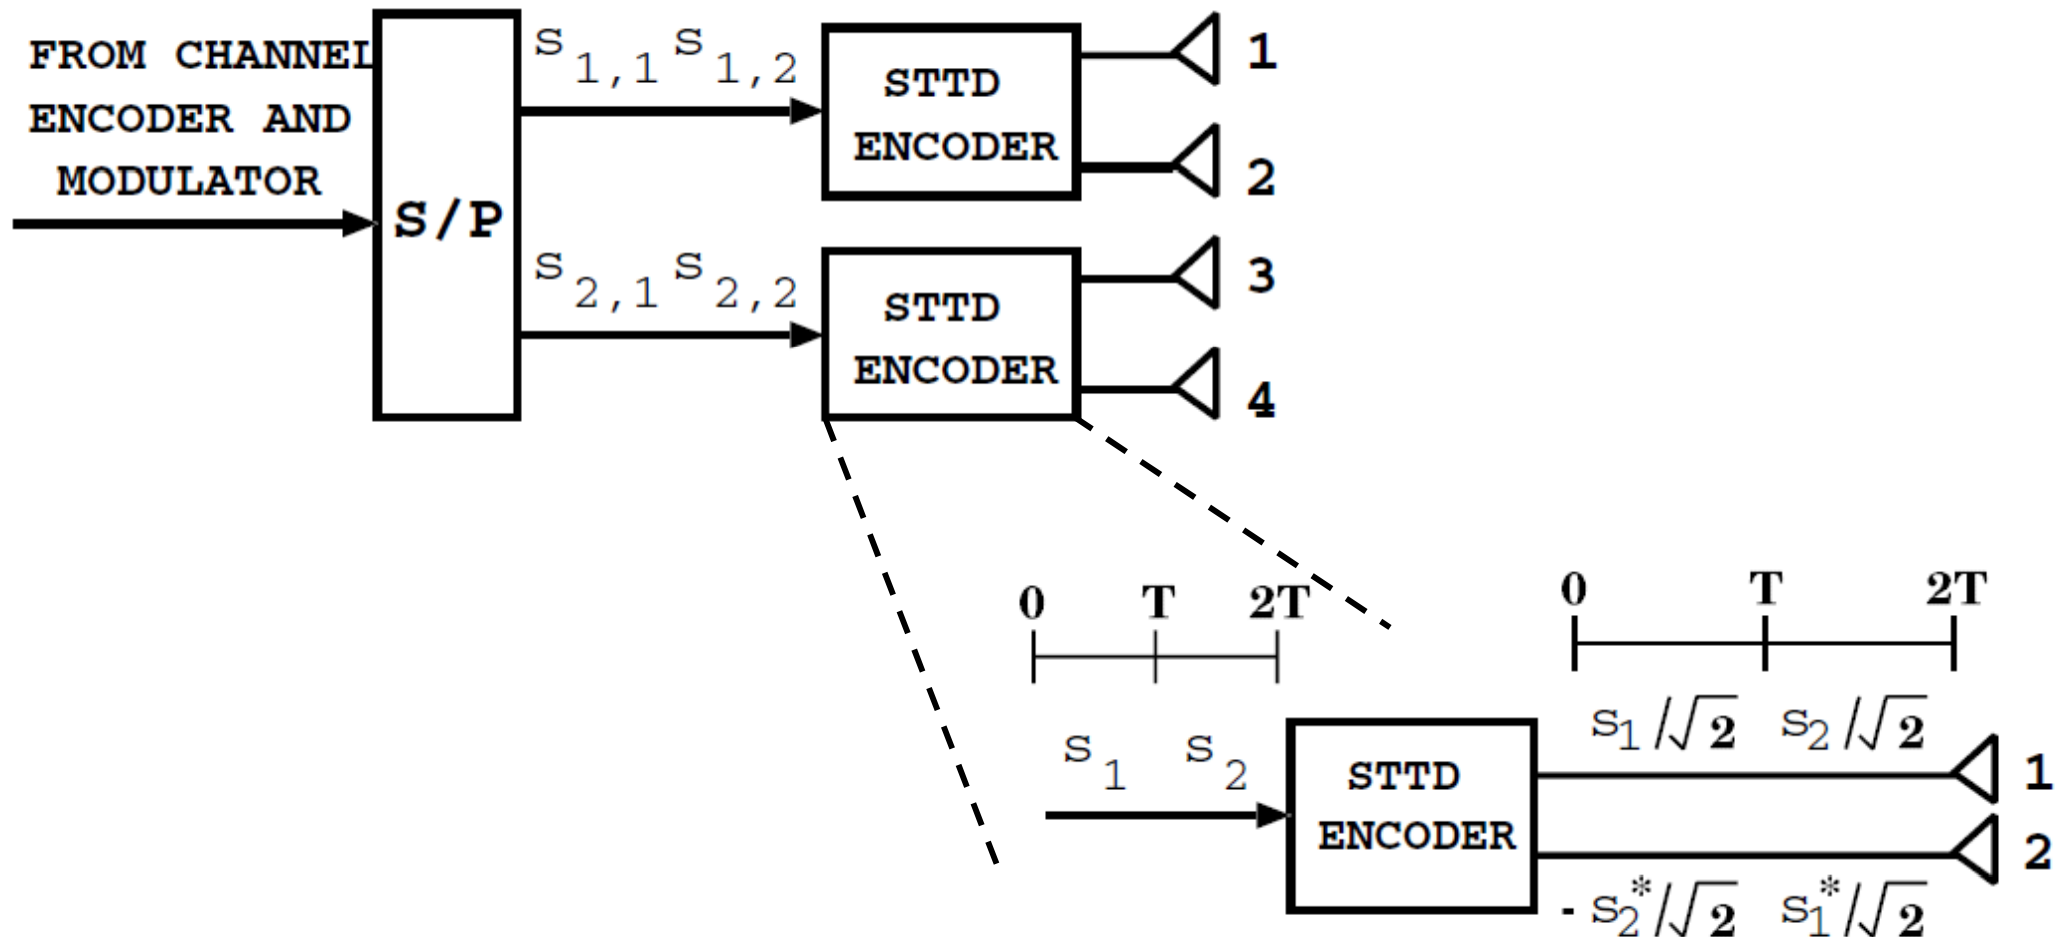 FROM CHANNEL
ENCODER AND
MODULATOR
S/P
S1,1 S1,2
STTD
ENCODER
1
2
S2,1 S2,2
STTD
ENCODER
3
4
0 T 2T
0 T 2T
S1 S2
STTD
ENCODER
S1/√2 S2/√2
1
2
-S2*/√2 S1*/√2